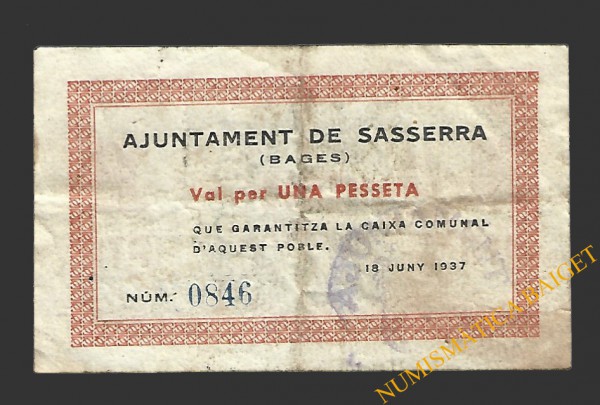 AJUNTAMENT DE SASSERRA
(BAGES)
Val per UNA PESSETA
QUE GARANTITZA LA CAIXA COMUNAL
D'AQUEST POBLE.
18 JUNY 1937
NÚM. 0846
NUMISMÀTICA BAIGET